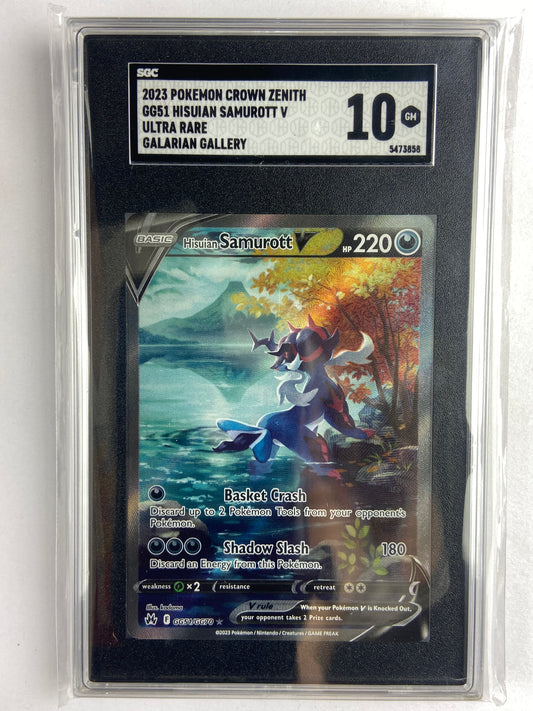 SGC
2023 POKEMON CROWN ZENITH
GG51 HISUIAN SAMUROTT V
ULTRA RARE
GALARIAN GALLERY
10 GM
5473858
BASIC Hisuian Samurott V HP 220
Basket Crash
Discard up to 2 Pokémon Tools from your opponent's
Pokémon.
Shadow Slash 180
Discard an Energy from this Pokémon.
weakness ×2 resistance retreat
Illus. kodama
V rule When your Pokémon V is Knocked Out,
your opponent takes 2 Prize cards.
F GG51/GG70 ★
©2023 Pokémon / Nintendo / Creatures / GAME FREAK